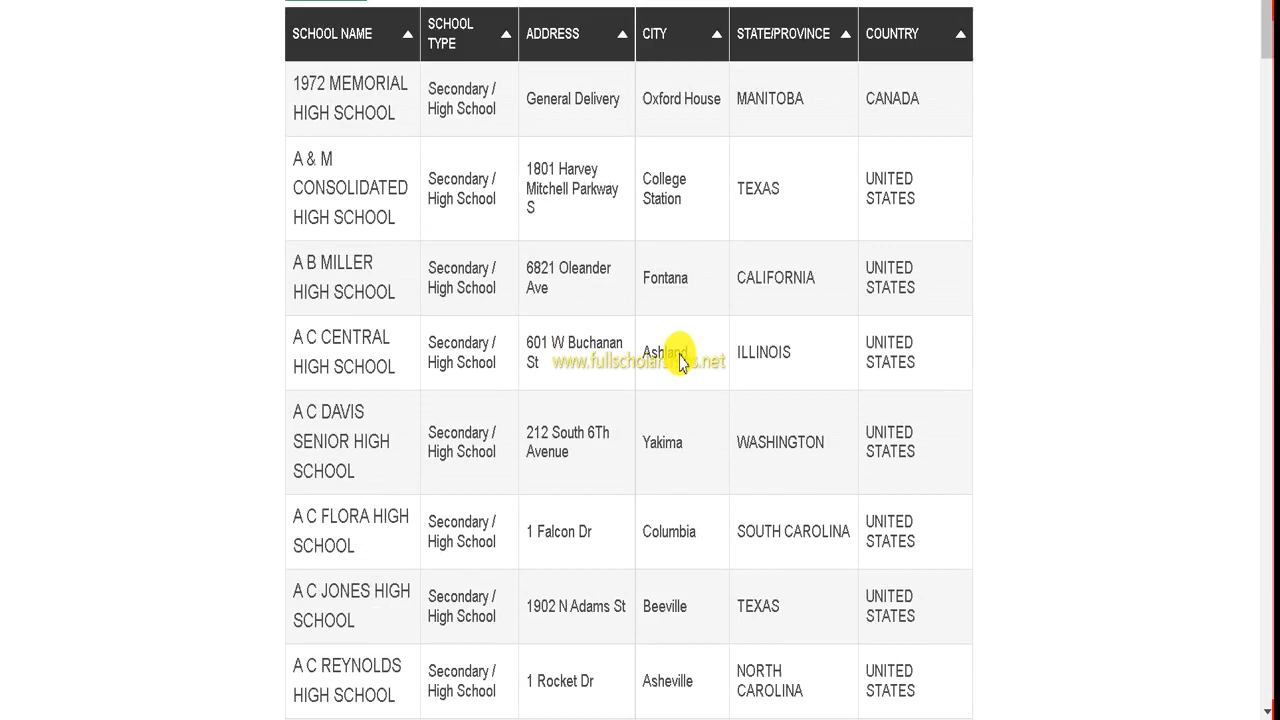 SCHOOL NAME
SCHOOL
TYPE
ADDRESS
CITY
STATE/PROVINCE
COUNTRY
1972 MEMORIAL
HIGH SCHOOL
Secondary /
High School
General Delivery
Oxford House
MANITOBA
CANADA
A & M
CONSOLIDATED
HIGH SCHOOL
Secondary /
High School
1801 Harvey
Mitchell Parkway
S
College
Station
TEXAS
UNITED
STATES
A B MILLER
HIGH SCHOOL
Secondary /
High School
6821 Oleander
Ave
Fontana
CALIFORNIA
UNITED
STATES
A C CENTRAL
HIGH SCHOOL
Secondary /
High School
601 W Buchanan
St
Ashland
ILLINOIS
UNITED
STATES
A C DAVIS
SENIOR HIGH
SCHOOL
Secondary /
High School
212 South 6Th
Avenue
Yakima
WASHINGTON
UNITED
STATES
A C FLORA HIGH
SCHOOL
Secondary /
High School
1 Falcon Dr
Columbia
SOUTH CAROLINA
UNITED
STATES
A C JONES HIGH
SCHOOL
Secondary /
High School
1902 N Adams St
Beeville
TEXAS
UNITED
STATES
A C REYNOLDS
HIGH SCHOOL
Secondary /
High School
1 Rocket Dr
Asheville
NORTH
CAROLINA
UNITED
STATES